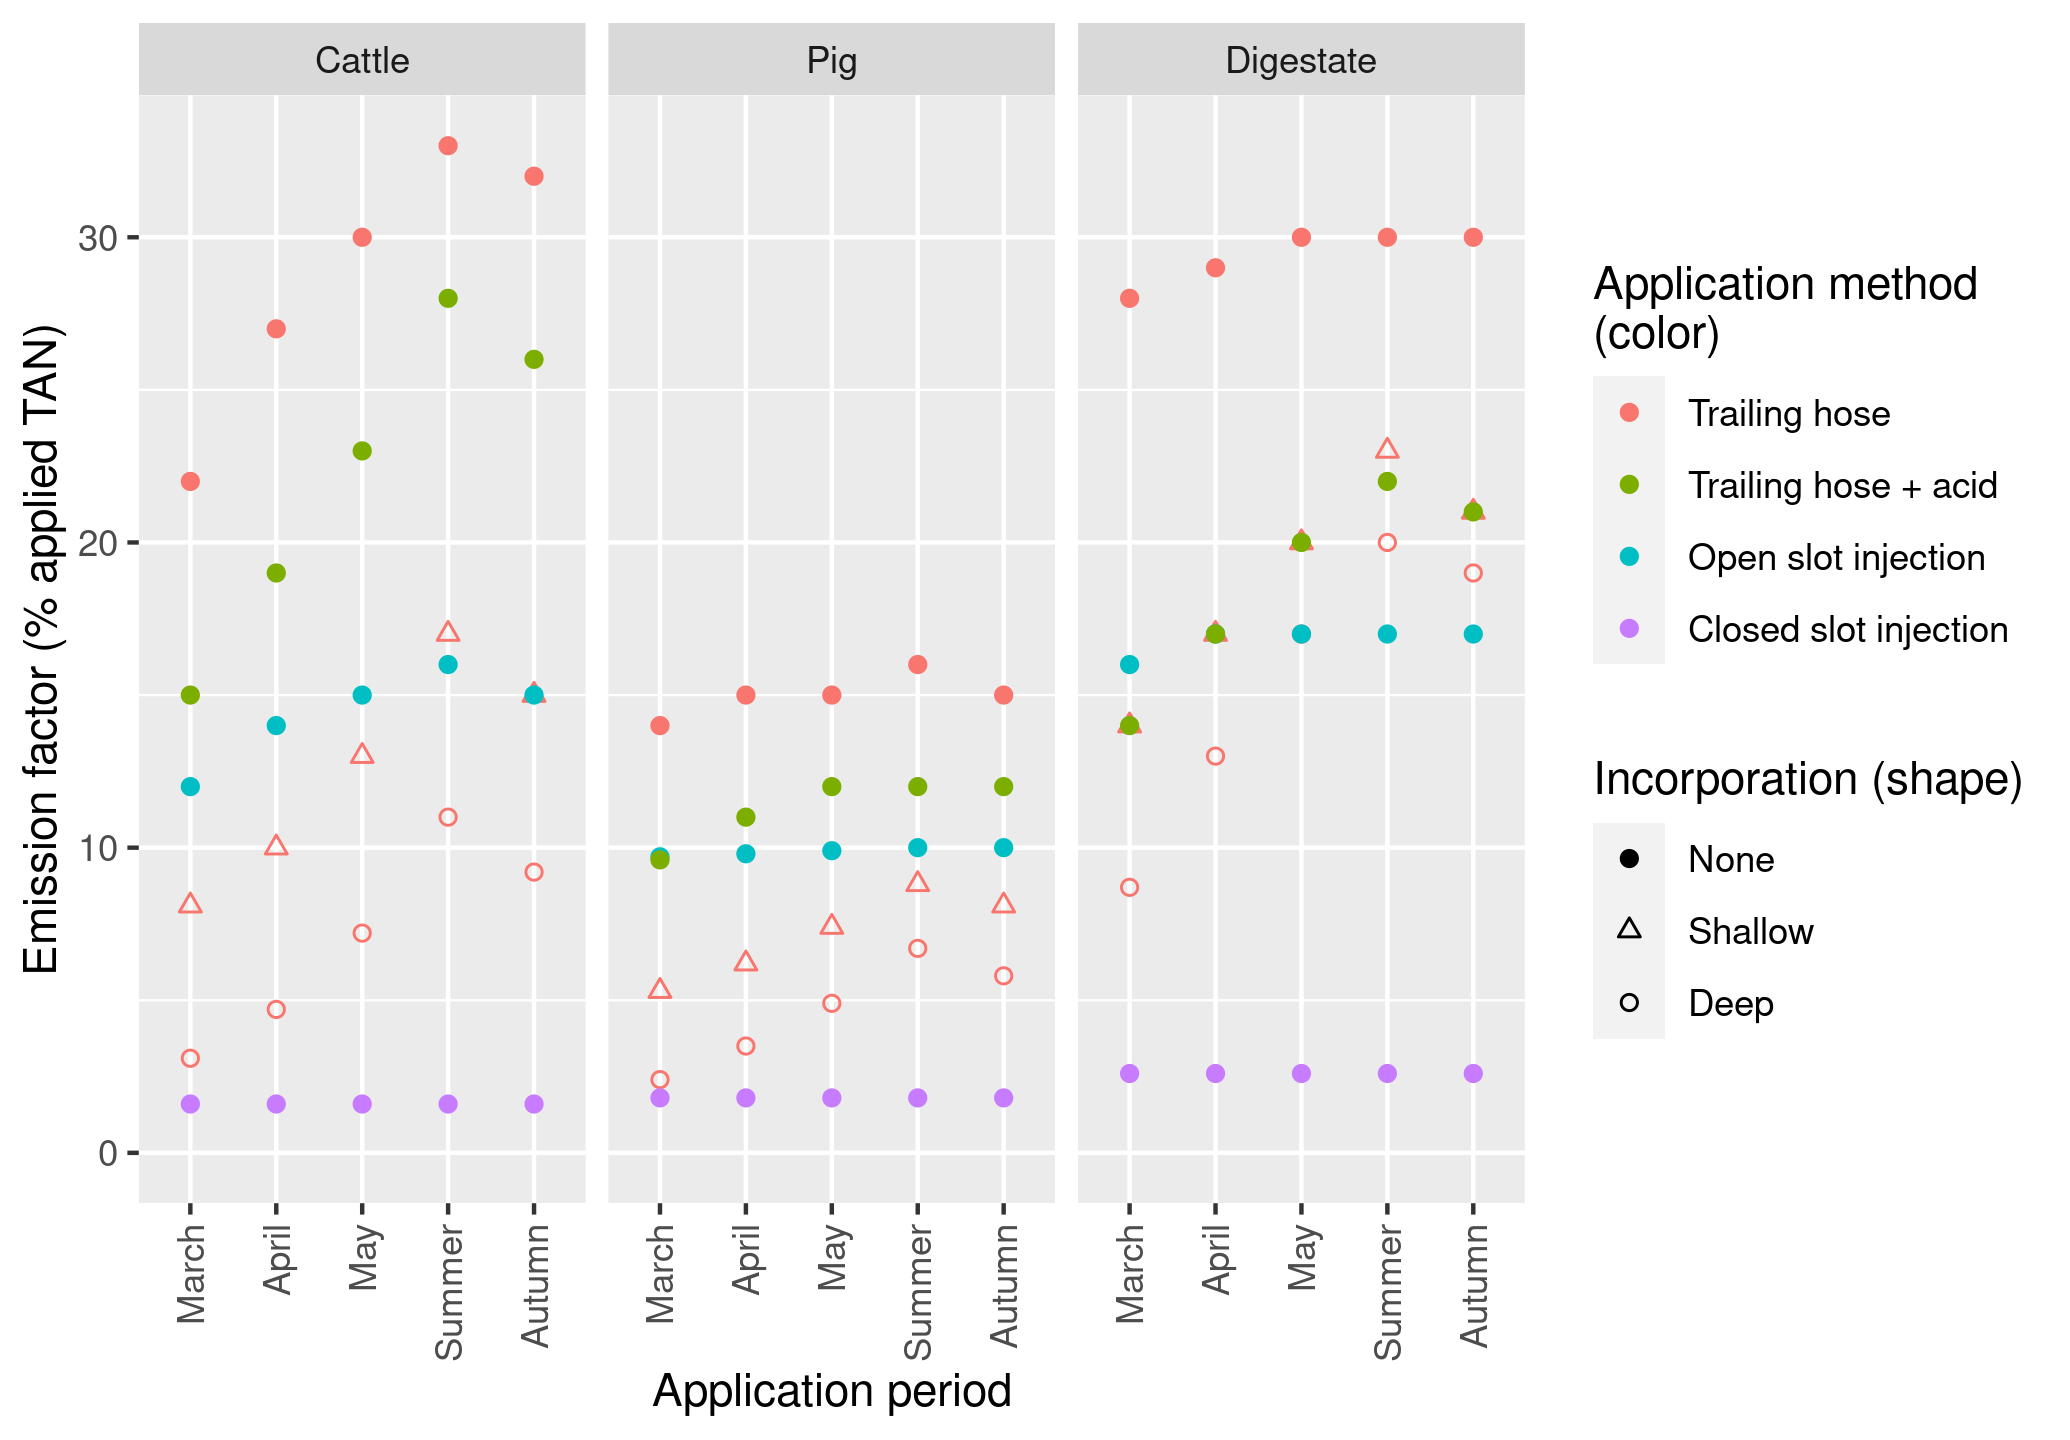 Cattle
Pig
Digestate
Emission factor (% applied TAN)
30
20
10
0
March
April
May
Summer
Autumn
March
April
May
Summer
Autumn
March
April
May
Summer
Autumn
Application period
Application method
(color)
Trailing hose
Trailing hose + acid
Open slot injection
Closed slot injection
Incorporation (shape)
None
Shallow
Deep